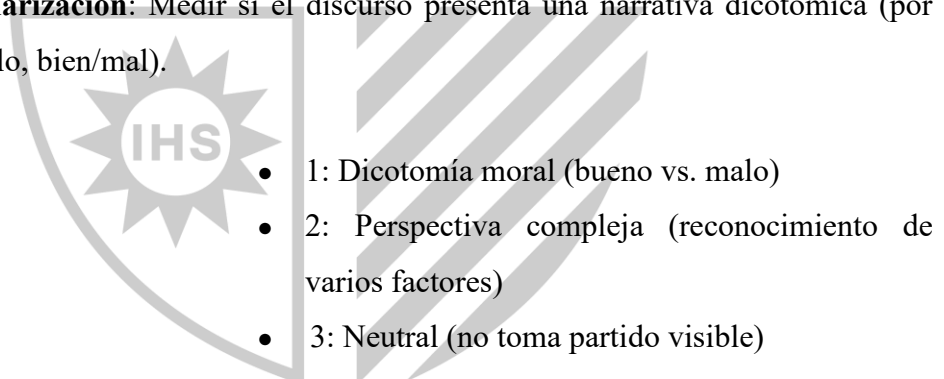 arización: Medir si el discurso presenta una narrativa dicotómica (por
lo, bien/mal).
IHS
• 1: Dicotomía moral (bueno vs. malo)
• 2: Perspectiva compleja (reconocimiento de
varios factores)
• 3: Neutral (no toma partido visible)